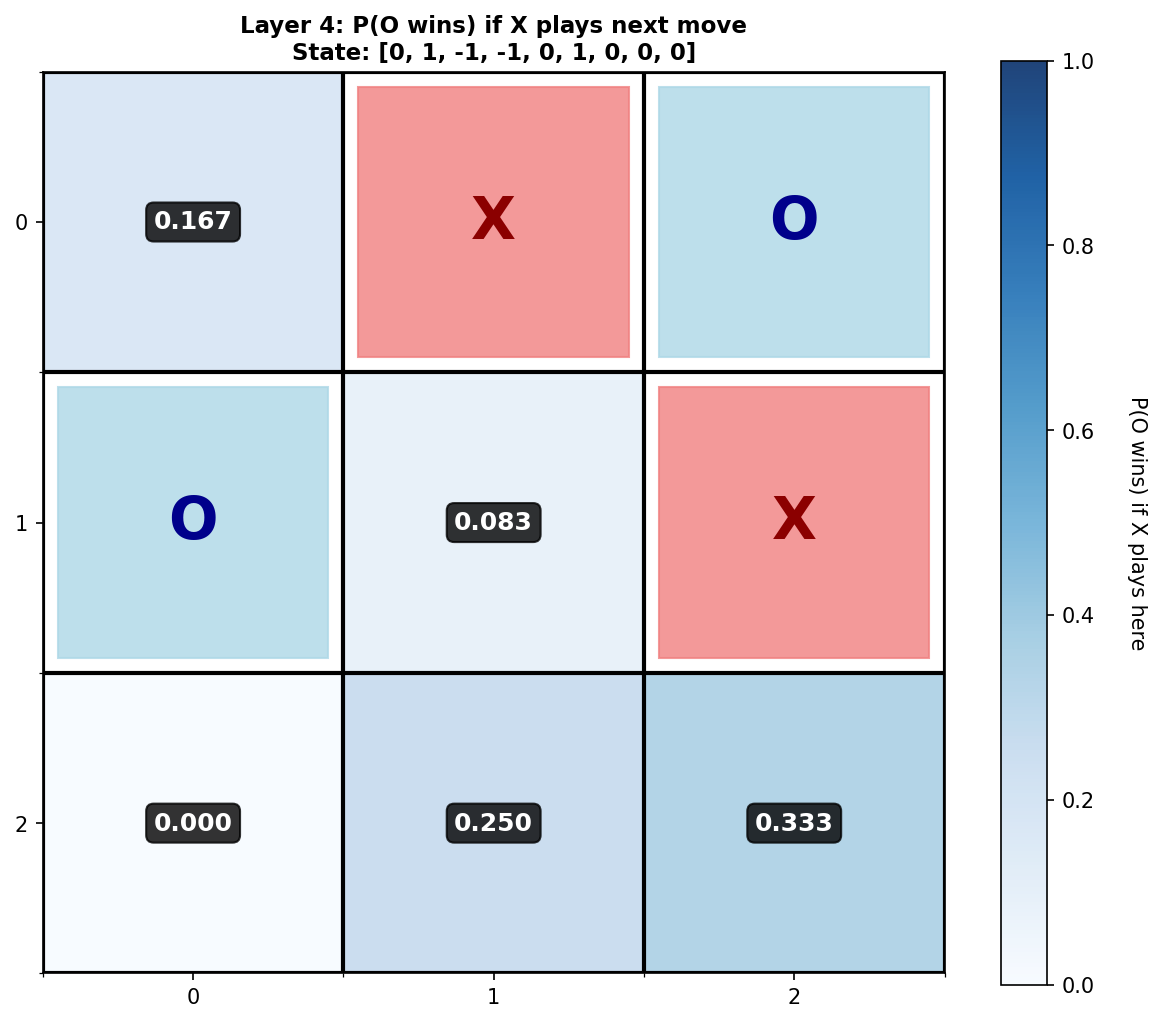 Layer 4: P(O wins) if X plays next move
State: [0, 1, -1, -1, 0, 1, 0, 0, 0]
0
0.167
X
O
1
O
0.083
X
2
0.000
0.250
0.333
0
1
2
1.0
0.8
0.6
0.4
0.2
0.0
P(O wins) if X plays here